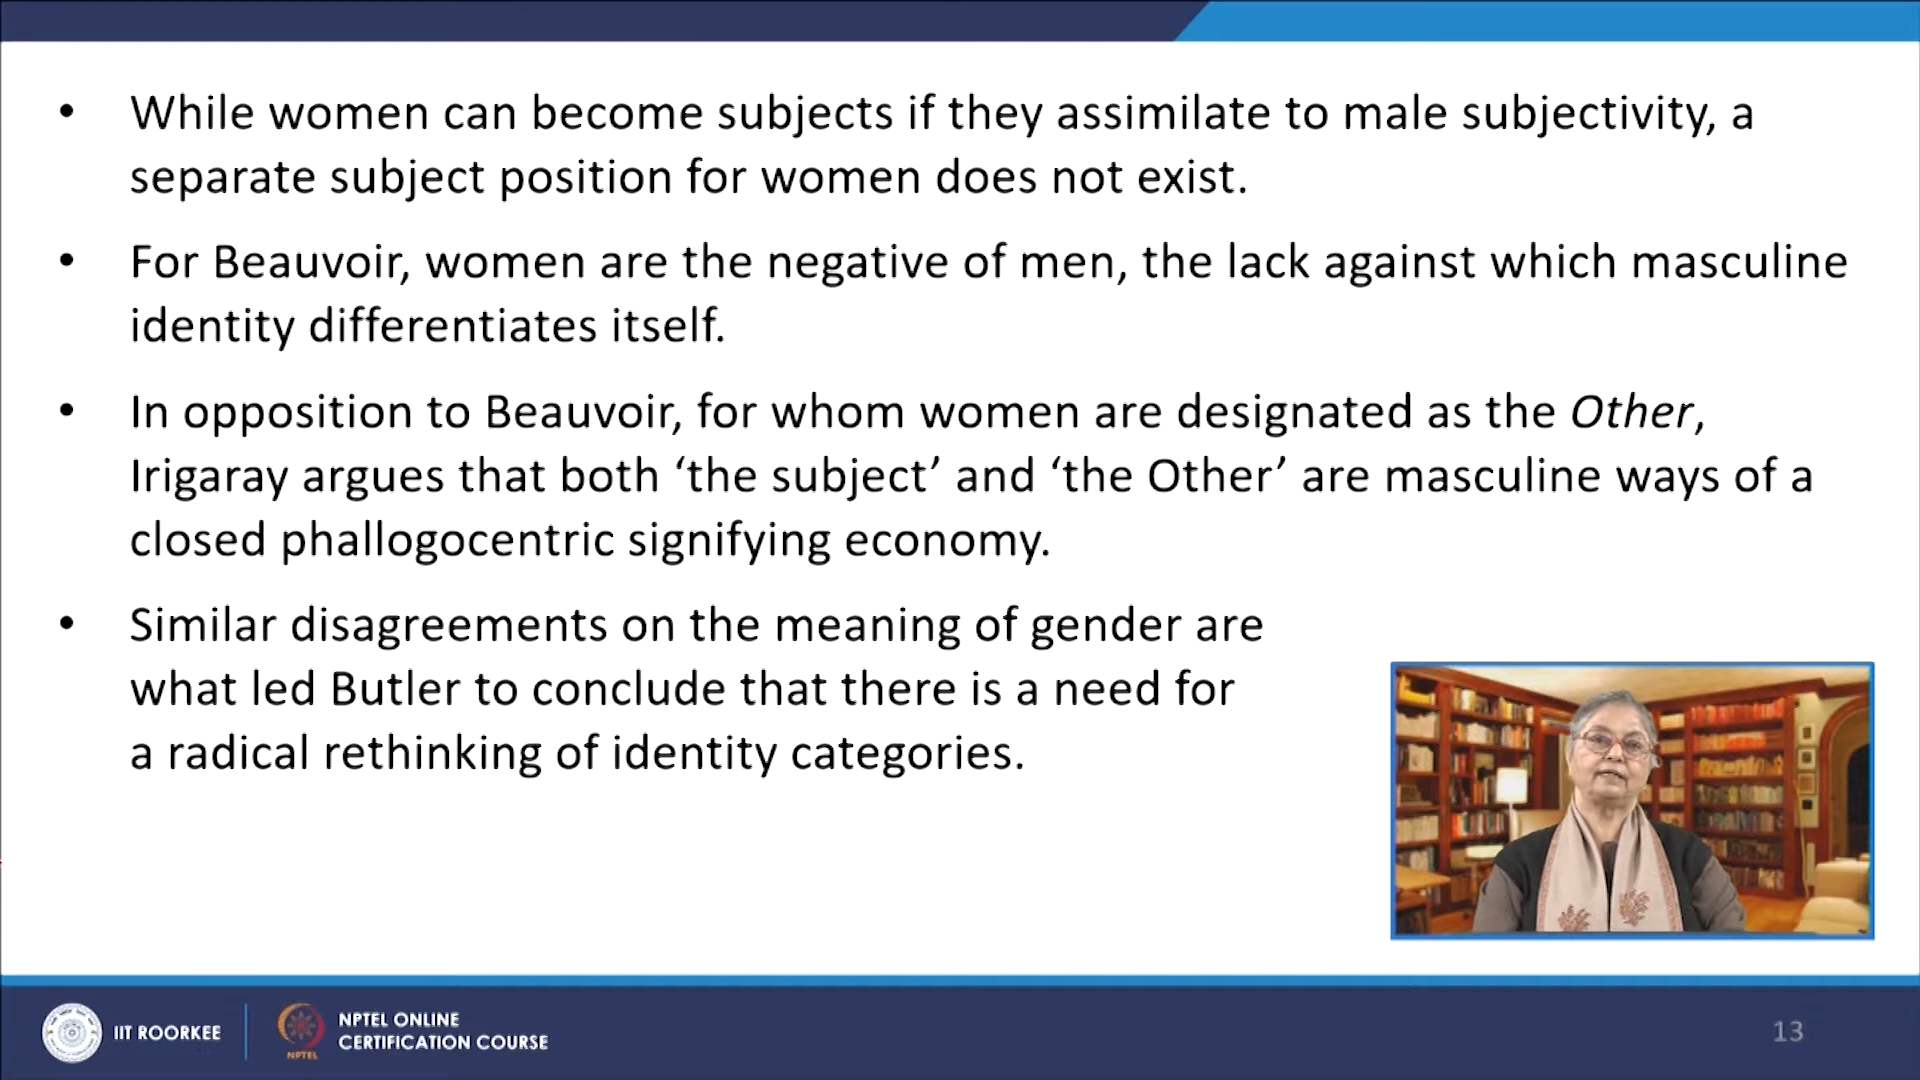 • While women can become subjects if they assimilate to male subjectivity, a
separate subject position for women does not exist.
• For Beauvoir, women are the negative of men, the lack against which masculine
identity differentiates itself.
• In opposition to Beauvoir, for whom women are designated as the Other,
Irigaray argues that both ‘the subject’ and ‘the Other’ are masculine ways of a
closed phallogocentric signifying economy.
• Similar disagreements on the meaning of gender are
what led Butler to conclude that there is a need for
a radical rethinking of identity categories.
IIT ROORKEE
NPTEL
NPTEL ONLINE
CERTIFICATION COURSE
13